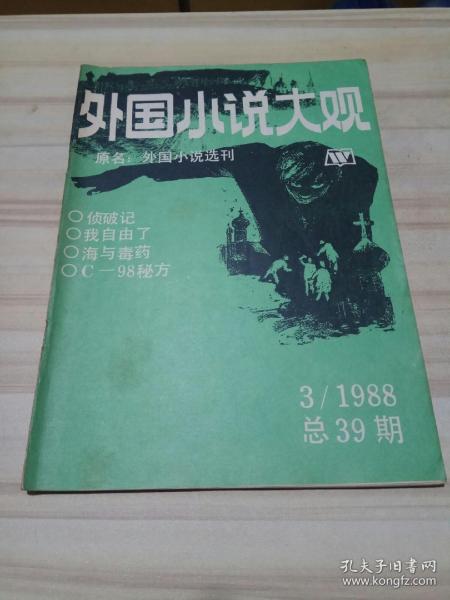 外国小说大观
原名：外国小说选刊
W
○侦破记
○我自由了
○海与毒药
○C—98秘方
3/1988
总39期
孔夫子旧书网
www.kongfz.com